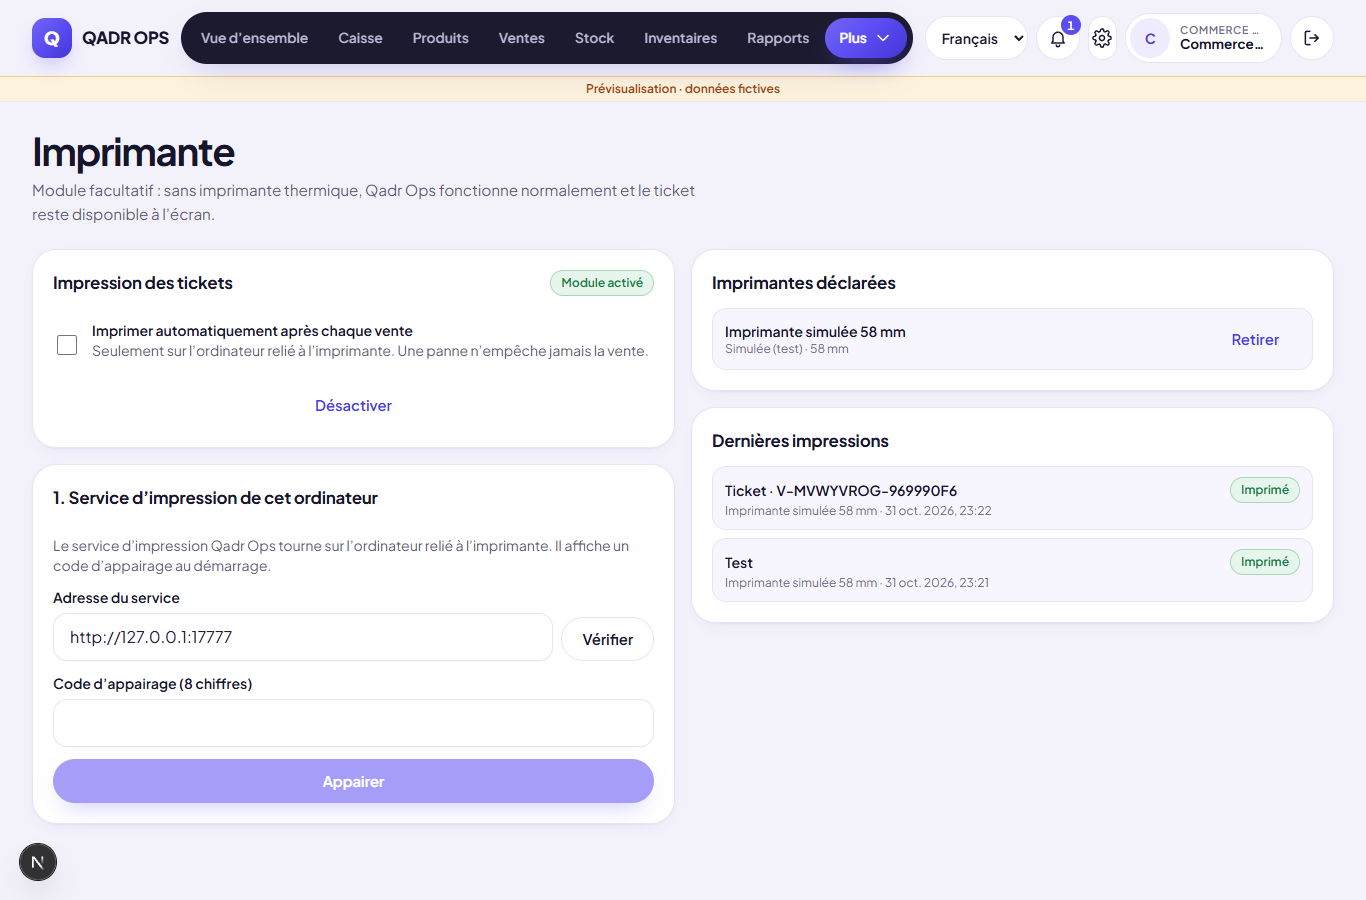 Q QADR OPS Vue d’ensemble Caisse Produits Ventes Stock Inventaires Rapports Plus Français 1 C COMMERCE … Commerce…
Prévisualisation · données fictives
Imprimante
Module facultatif : sans imprimante thermique, Qadr Ops fonctionne normalement et le ticket
reste disponible à l’écran.
Impression des tickets Module activé
Imprimer automatiquement après chaque vente
Seulement sur l’ordinateur relié à l’imprimante. Une panne n’empêche jamais la vente.
Désactiver
1. Service d’impression de cet ordinateur
Le service d’impression Qadr Ops tourne sur l’ordinateur relié à l’imprimante. Il affiche un
code d’appairage au démarrage.
Adresse du service
http://127.0.0.1:17777 Vérifier
Code d’appairage (8 chiffres)
Appairer
Imprimantes déclarées
Imprimante simulée 58 mm
Simulée (test) · 58 mm
Retirer
Dernières impressions
Ticket · V-MVWYVROG-969990F6 Imprimé
Imprimante simulée 58 mm · 31 oct. 2026, 23:22
Test Imprimé
Imprimante simulée 58 mm · 31 oct. 2026, 23:21
N